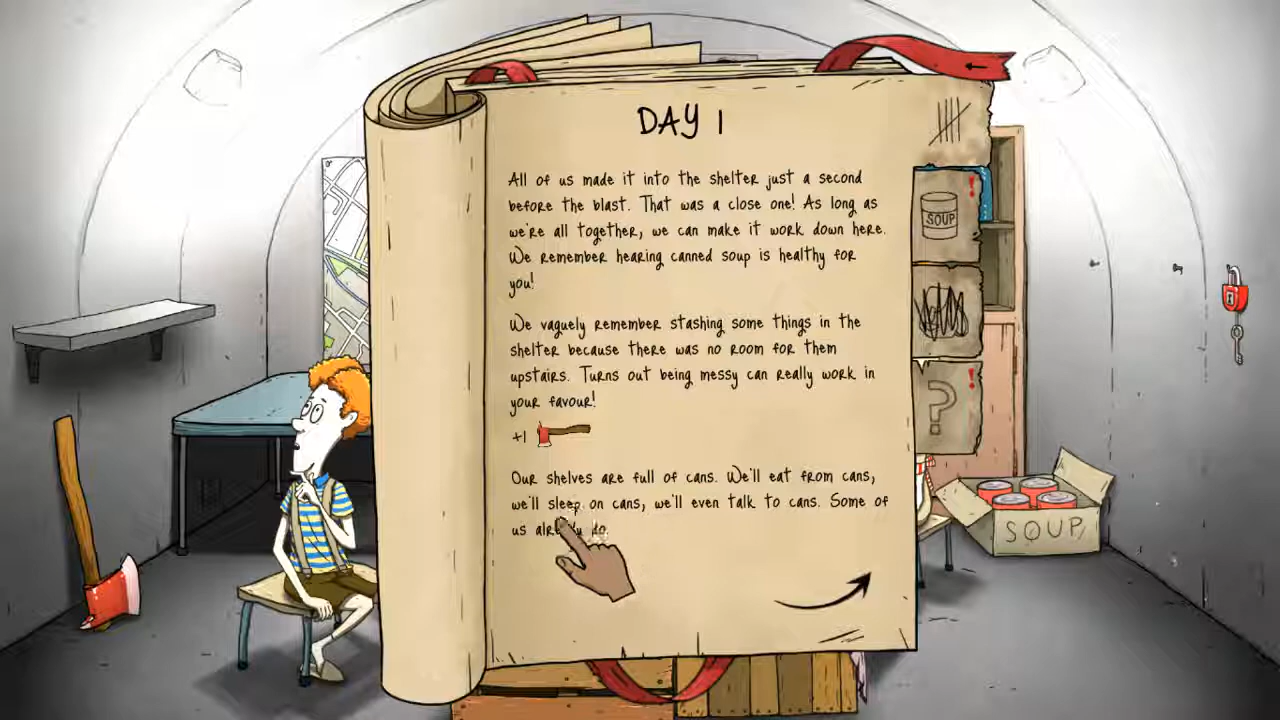 DAY 1
All of us made it into the shelter just a second
before the blast. That was a close one! As long as
we're all together, we can make it work down here.
We remember hearing canned soup is healthy for
you!
We vaguely remember stashing some things in the
shelter because there was no room for them
upstairs. Turns out being messy can really work in
your favour!
+1
Our shelves are full of cans. We'll eat from cans,
we'll sleep on cans, we'll even talk to cans. Some of
us already do.
!
SOUP
!
?
SOUP